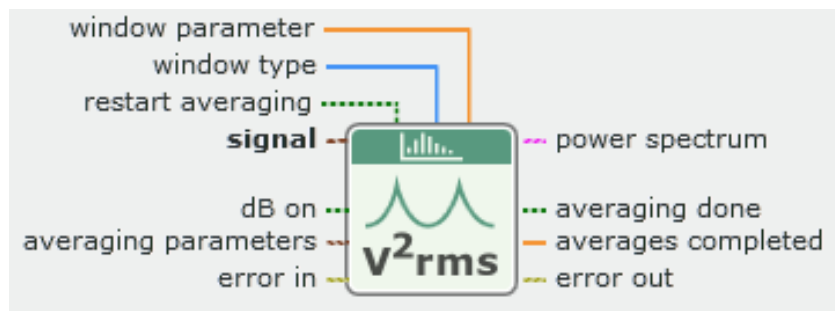 window parameter
window type
restart averaging
signal
power spectrum
dB on
averaging done
averaging parameters
averages completed
error in
error out
V²rms